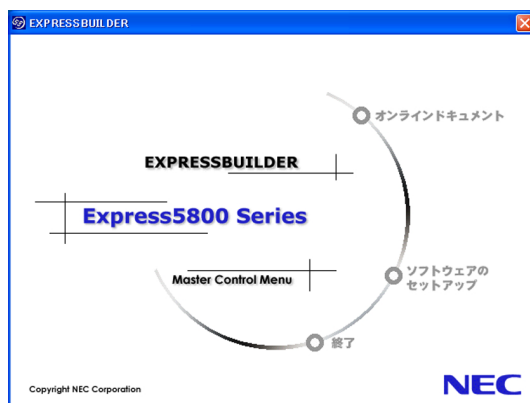 EXPRESSBUILDER
オンラインドキュメント
EXPRESSBUILDER
Express5800 Series
ソフトウェアの
セットアップ
Master Control Menu
終了
Copyright NEC Corporation
NEC